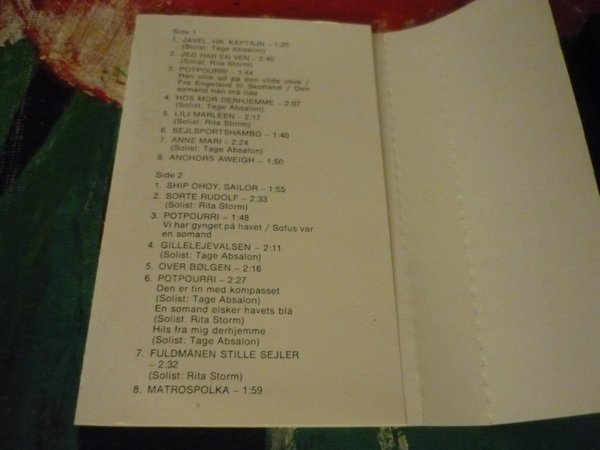 Side 1
1. JAVEL, HR. KAPTAJN – 1:26
(Solist: Tage Absalon)
2. JEG HAR EN VEN – 2:40
(Solist: Rita Storm)
3. POTPOURRI – 1:44
Han ville ud på den vilde vove /
Fra Engeland til Skotland / Den
sømand han må lide
4. HOS MOR DERHJEMME – 2:07
(Solist: Tage Absalon)
5. LILI MARLEEN – 2:17
(Solist: Rita Storm)
6. SEJLSPORTSHAMBO – 1:40
7. ANNE MARI – 2:24
(Solist: Tage Absalon)
8. ANCHORS AWEIGH – 1:50
Side 2
1. SHIP OHOY, SAILOR – 1:55
2. SORTE RUDOLF – 2:33
(Solist: Rita Storm)
3. POTPOURRI – 1:48
Vi har gynget på havet / Sofus var
en sømand
4. GILLELEJEVALSEN – 2:11
(Solist: Tage Absalon)
5. OVER BØLGEN – 2:16
6. POTPOURRI – 2:27
Den er fin med kompasset
(Solist: Tage Absalon)
En sømand elsker havets blå
(Solist: Rita Storm)
Hils fra mig derhjemme
(Solist: Tage Absalon)
7. FULDMÅNEN STILLE SEJLER
– 2:32
(Solist: Rita Storm)
8. MATROSPOLKA – 1:59